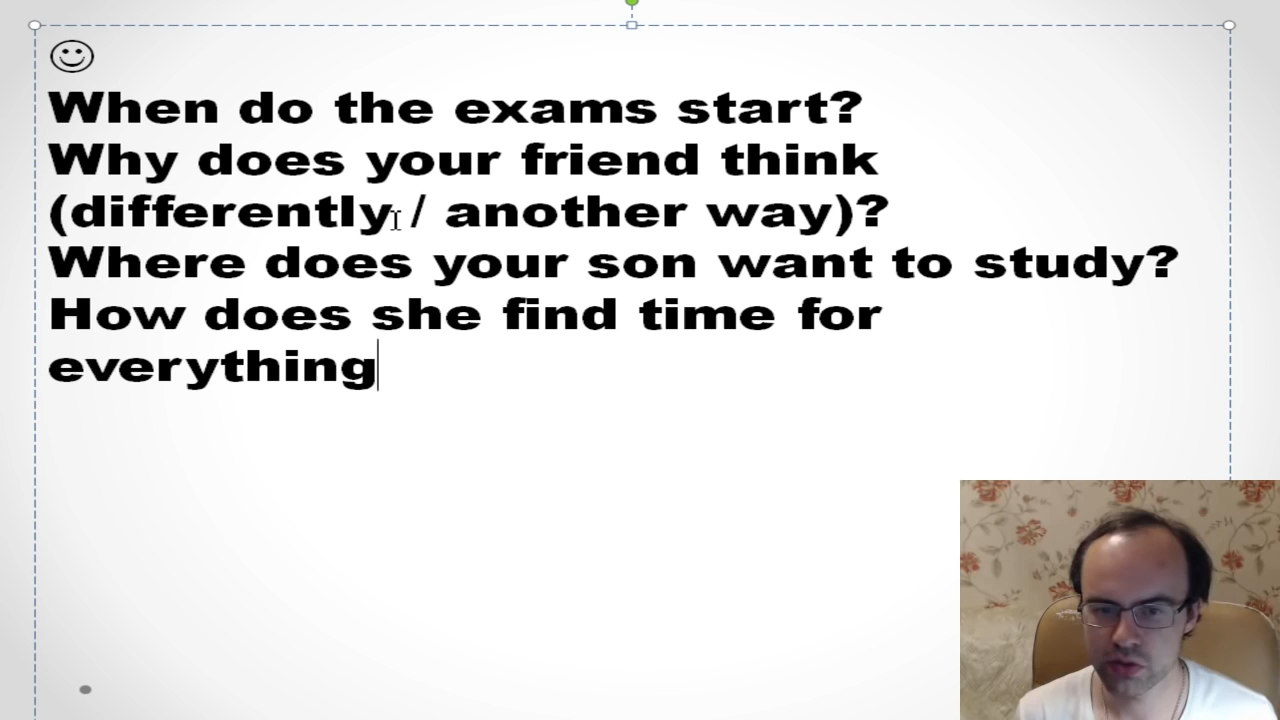 When do the exams start?
Why does your friend think
(differently / another way)?
Where does your son want to study?
How does she find time for
everything